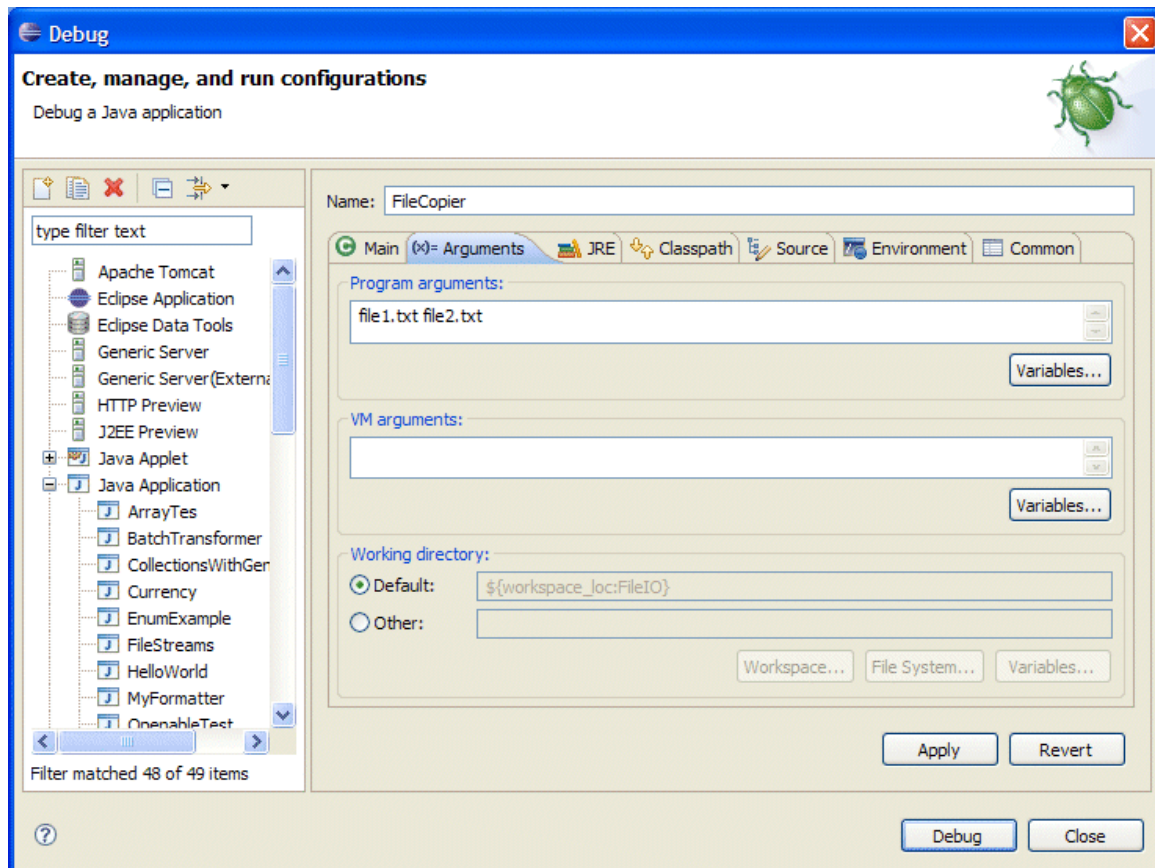 Debug
Create, manage, and run configurations
Debug a Java application
type filter text
Apache Tomcat
Eclipse Application
Eclipse Data Tools
Generic Server
Generic Server(Externa
HTTP Preview
J2EE Preview
Java Applet
Java Application
ArrayTes
BatchTransformer
CollectionsWithGen
Currency
EnumExample
FileStreams
HelloWorld
MyFormatter
OpenableTest
Filter matched 48 of 49 items
Name: FileCopier
Main (x)= Arguments JRE Classpath Source Environment Common
Program arguments:
file1.txt file2.txt
Variables...
VM arguments:
Variables...
Working directory:
Default: ${workspace_loc:FileIO}
Other:
Workspace... File System... Variables...
Apply Revert
Debug Close